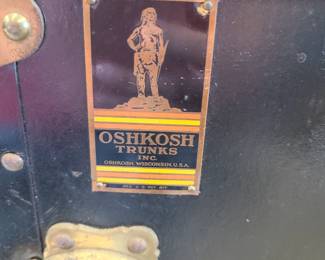 OSHKOSH
TRUNKS
INC.
OSHKOSH, WISCONSIN, U.S.A.